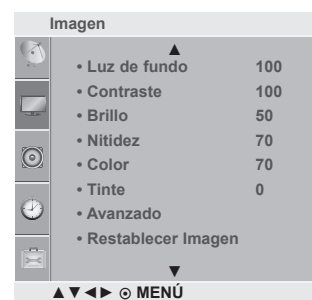 Imagen
▲
• Luz de fundo 100
• Contraste 100
• Brillo 50
• Nitidez 70
• Color 70
• Tinte 0
• Avanzado
• Restablecer Imagen
▼
▲▼◄► ⊙ MENÚ